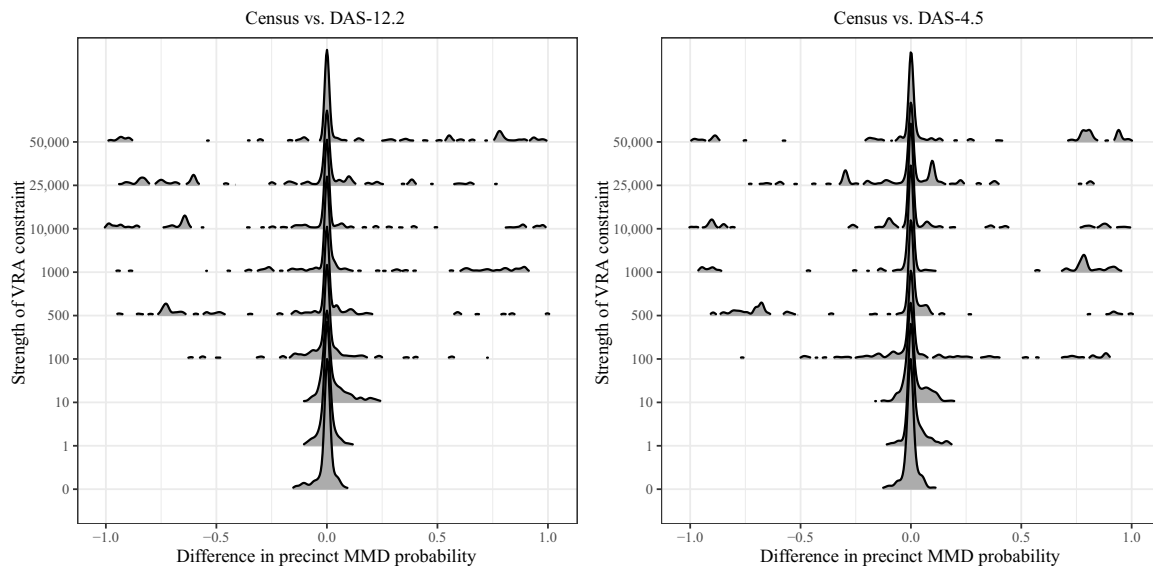 Census vs. DAS-12.2
Strength of VRA constraint
50,000
25,000
10,000
1000
500
100
10
1
0
−1.0 −0.5 0.0 0.5 1.0
Difference in precinct MMD probability
Census vs. DAS-4.5
Strength of VRA constraint
50,000
25,000
10,000
1000
500
100
10
1
0
−1.0 −0.5 0.0 0.5 1.0
Difference in precinct MMD probability